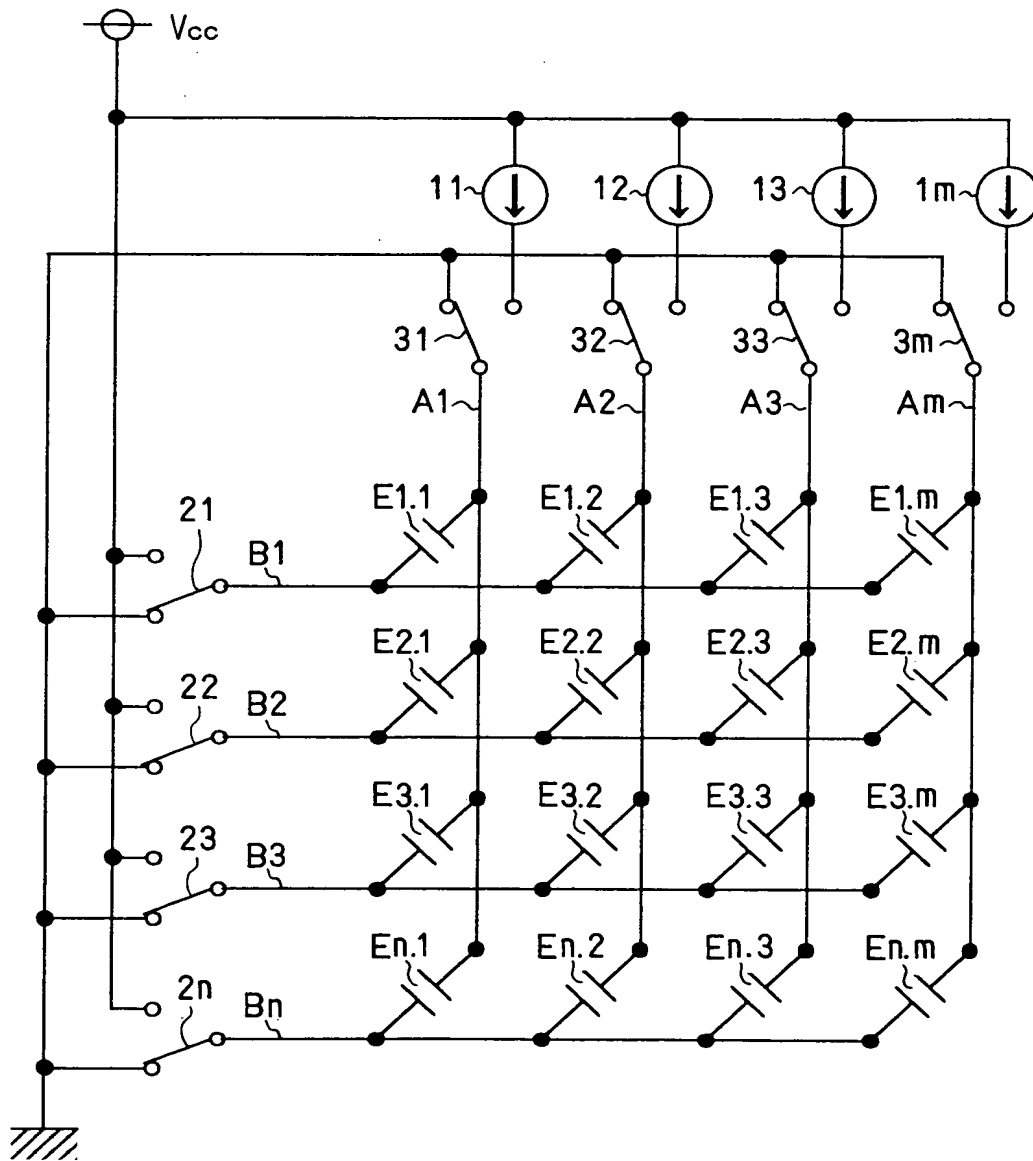 Vcc
11 12 13 1m
31 32 33 3m
A1 A2 A3 Am
E1.1 E1.2 E1.3 E1.m
21 B1
E2.1 E2.2 E2.3 E2.m
22 B2
E3.1 E3.2 E3.3 E3.m
23 B3
En.1 En.2 En.3 En.m
2n Bn